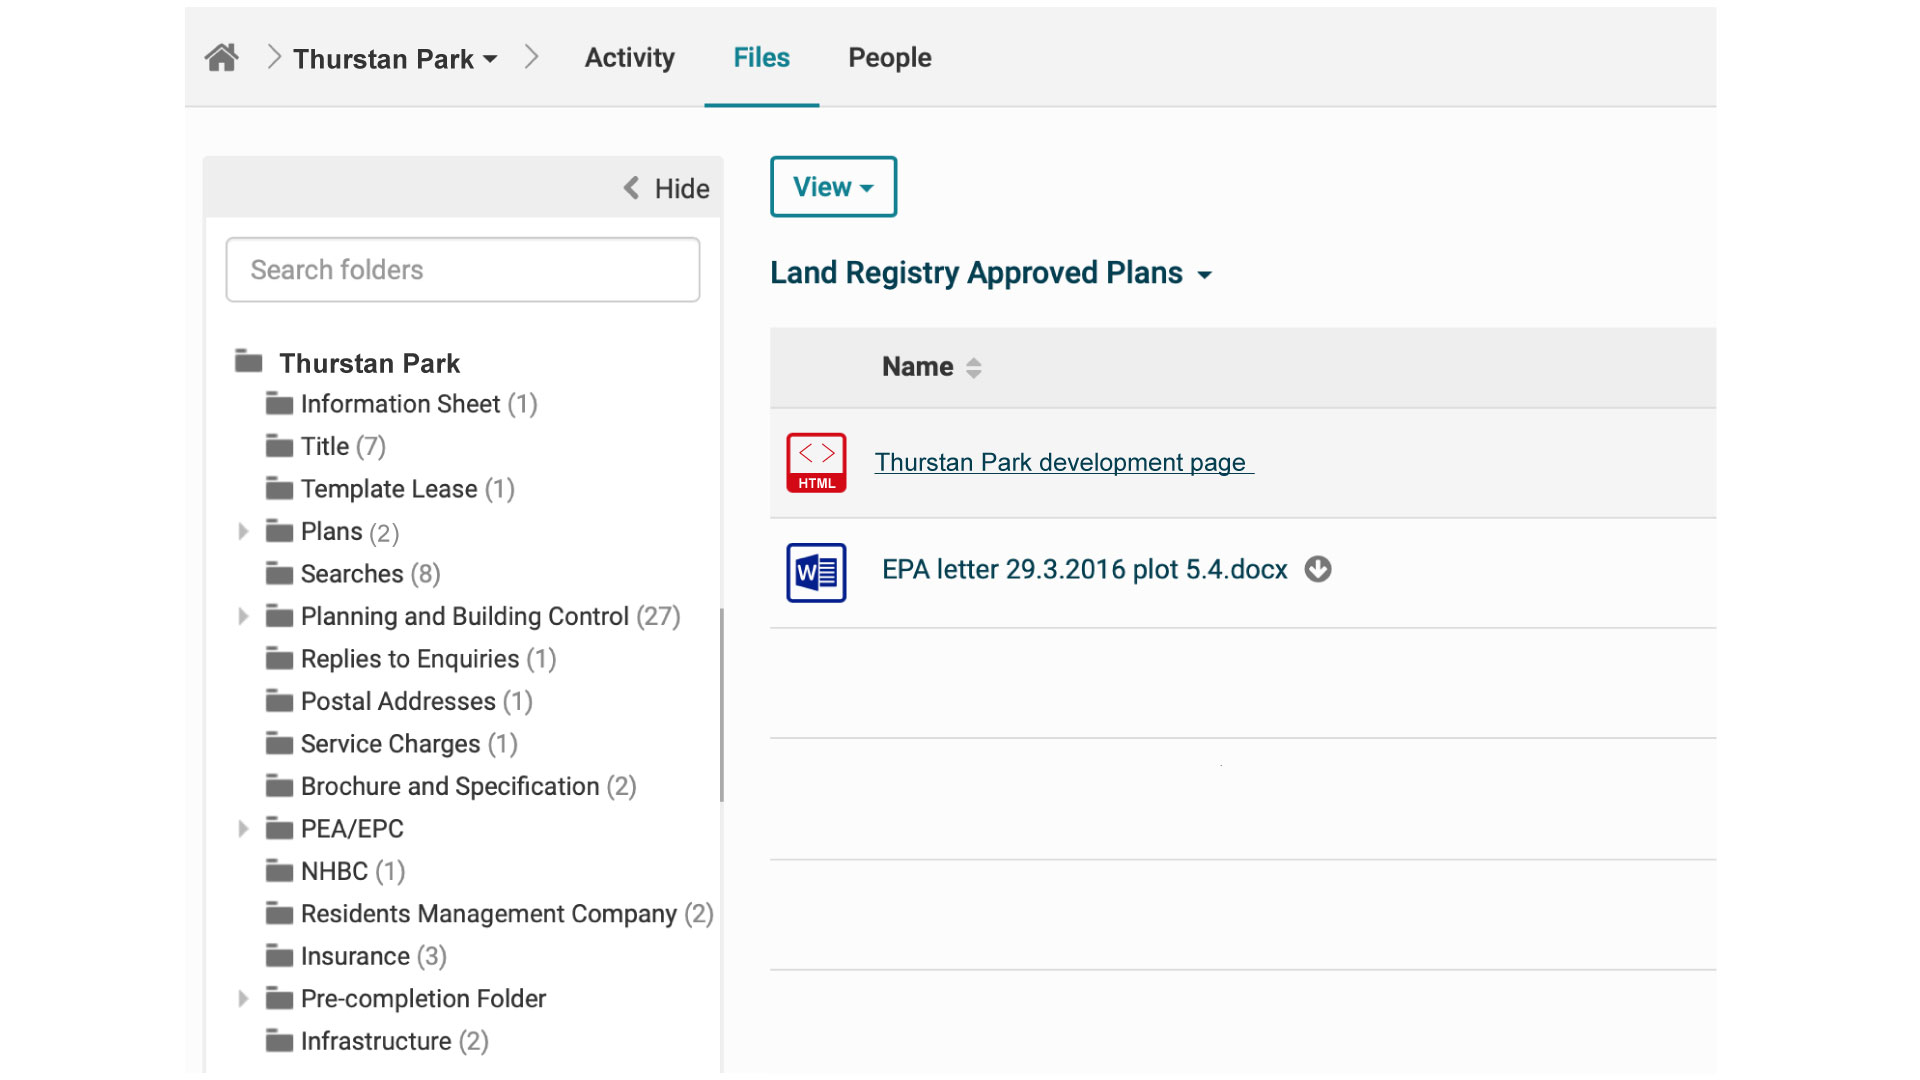 Thurstan Park
Activity
Files
People
Hide
Search folders
Thurstan Park
Information Sheet (1)
Title (7)
Template Lease (1)
Plans (2)
Searches (8)
Planning and Building Control (27)
Replies to Enquiries (1)
Postal Addresses (1)
Service Charges (1)
Brochure and Specification (2)
PEA/EPC
NHBC (1)
Residents Management Company (2)
Insurance (3)
Pre-completion Folder
Infrastructure (2)
View
Land Registry Approved Plans
Name
< >
HTML
Thurstan Park development page
W
EPA letter 29.3.2016 plot 5.4.docx